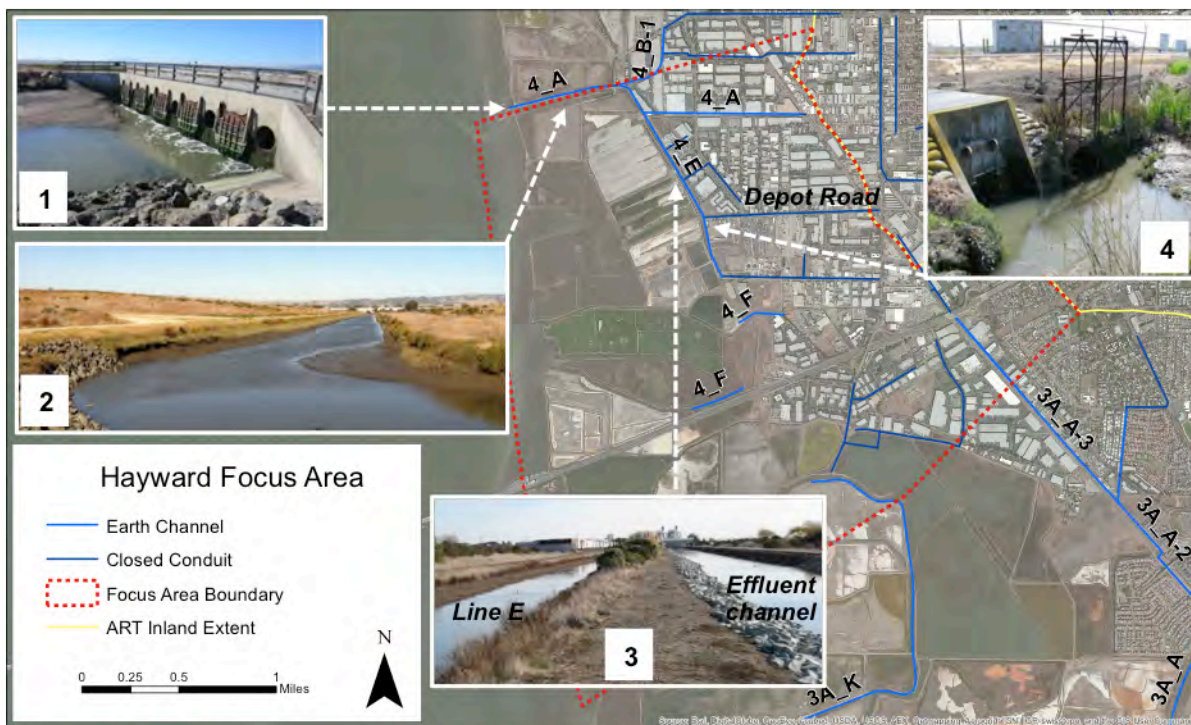 1
4_A
4_B-1
4_A
4
4_E
Depot Road
2
4_F
4_F
3A_A-3
Hayward Focus Area
Earth Channel
Closed Conduit
Focus Area Boundary
ART Inland Extent
N
0 0.25 0.5 1
Miles
Line E
Effluent
channel
3
3A_A-2
3A_K
3A_A